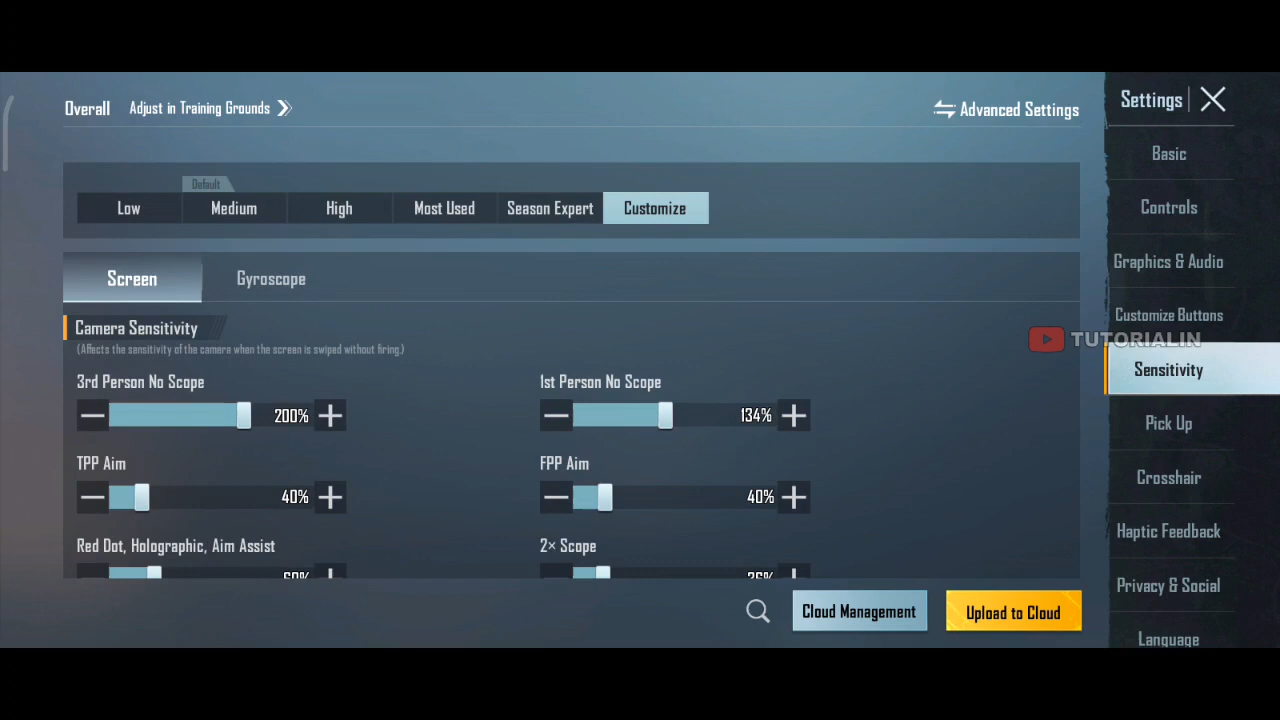 Overall Adjust in Training Grounds
Advanced Settings
Settings
Default
Low Medium High Most Used Season Expert Customize
Screen Gyroscope
Camera Sensitivity
(Affects the sensitivity of the camera when the screen is swiped without firing.)
3rd Person No Scope 1st Person No Scope
200% 134%
TPP Aim FPP Aim
40% 40%
Red Dot, Holographic, Aim Assist 2× Scope
60% 36%
Cloud Management Upload to Cloud
Basic
Controls
Graphics & Audio
Customize Buttons
TUTORIALIN
Sensitivity
Pick Up
Crosshair
Haptic Feedback
Privacy & Social
Language